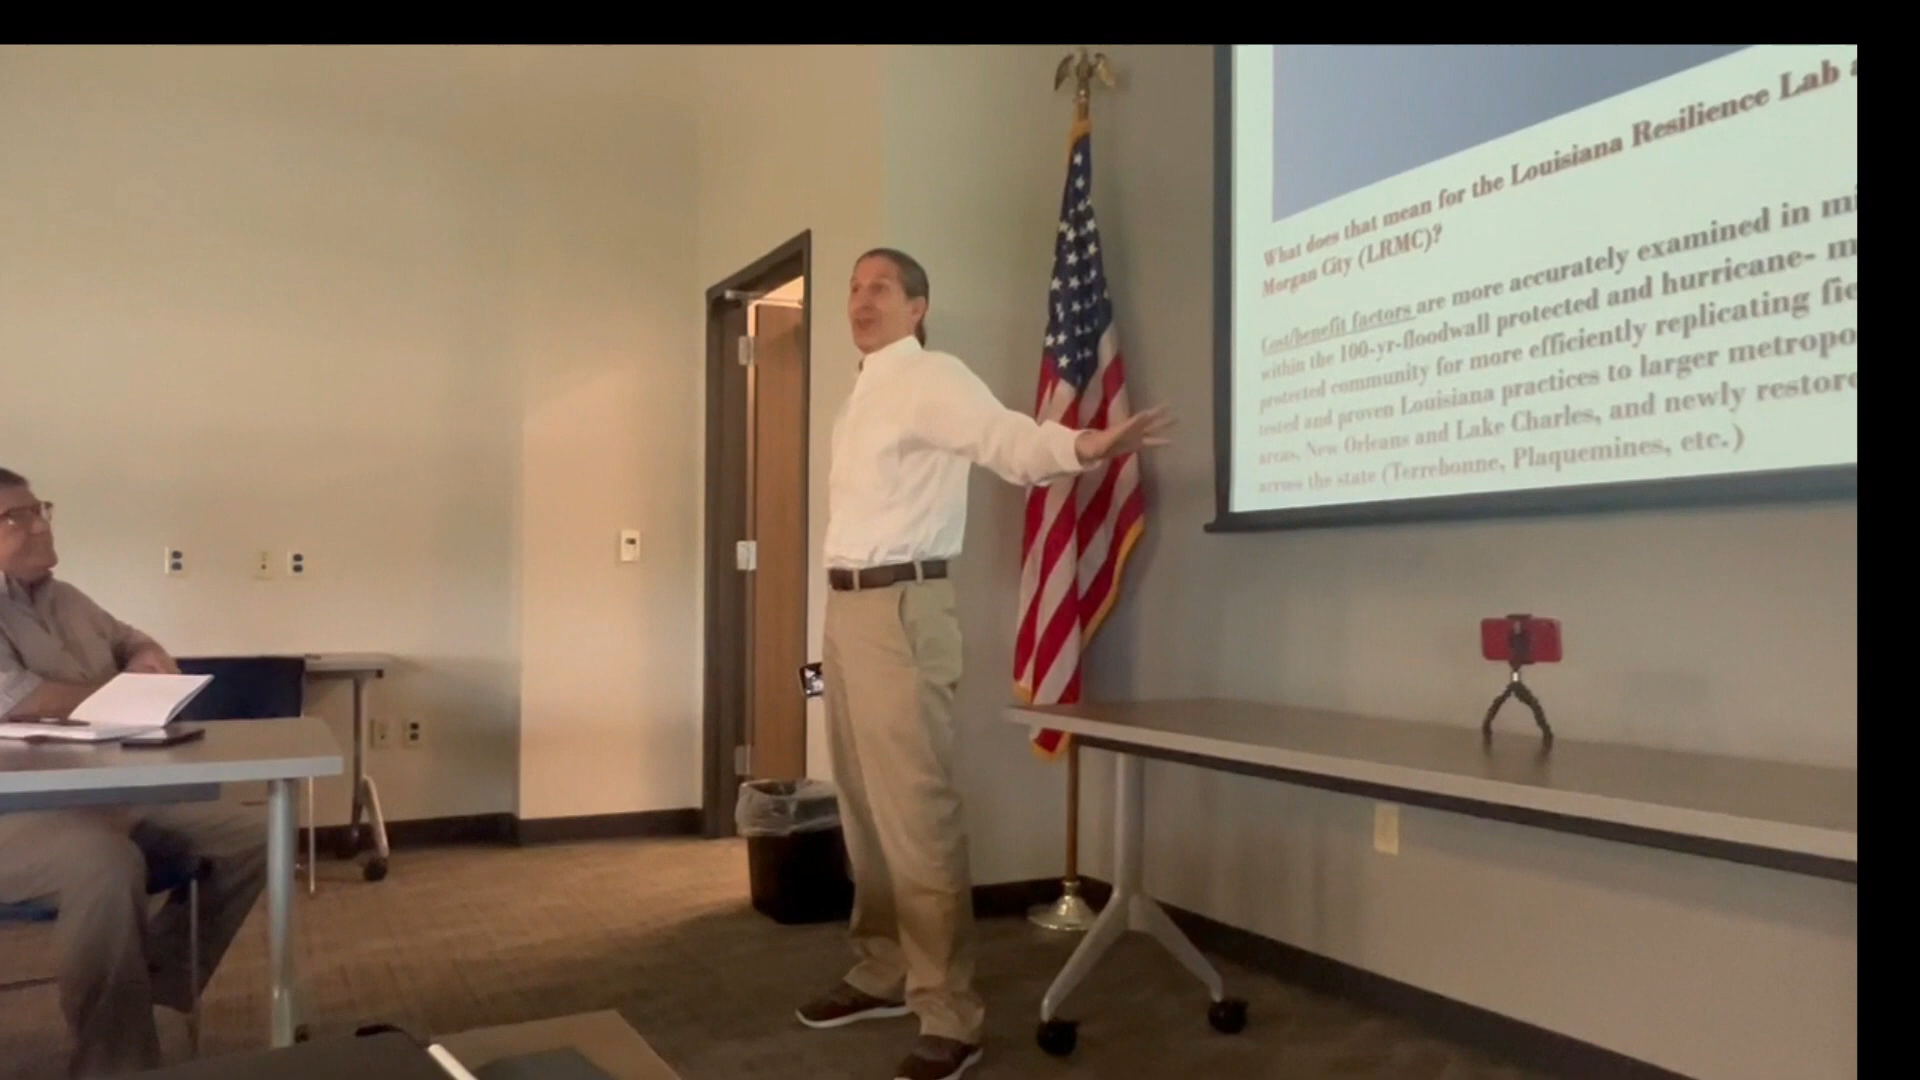 What does that mean for the Louisiana Resilience Lab
Morgan City (LRMC)?
Cost/benefit factors are more accurately examined in
within the 100-yr-floodwall protected and hurricane-
protected community for more efficiently replicating
tested and proven Louisiana practices to larger
areas, New Orleans and Lake Charles, and newly
across the state (Terrebonne, Plaquemines, etc.)